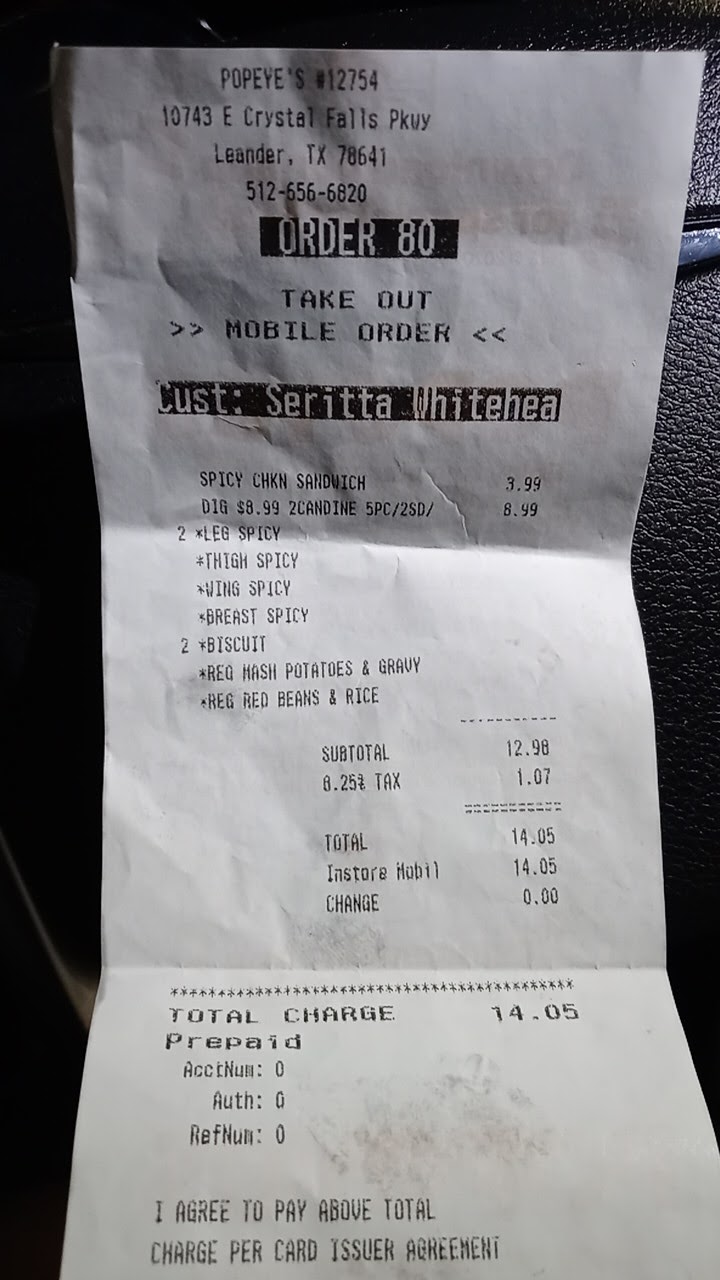 POPEYE'S #12754
10743 E Crystal Falls Pkwy
Leander, TX 78641
512-656-6820
ORDER 80
TAKE OUT
>> MOBILE ORDER <<
Cust: Seritta Whitehea
SPICY CHKN SANDWICH 3.99
DIG $8.99 2CANDINE 5PC/2SD/ 8.99
2 *LEG SPICY
*THIGH SPICY
*WING SPICY
*BREAST SPICY
2 *BISCUIT
*REG MASH POTATOES & GRAVY
*REG RED BEANS & RICE
----------
SUBTOTAL 12.98
8.25% TAX 1.07
==========
TOTAL 14.05
Instore Mobil 14.05
CHANGE 0.00
****************************************
TOTAL CHARGE 14.05
Prepaid
AcctNum: 0
Auth: 0
RefNum: 0
I AGREE TO PAY ABOVE TOTAL
CHARGE PER CARD ISSUER AGREEMENT